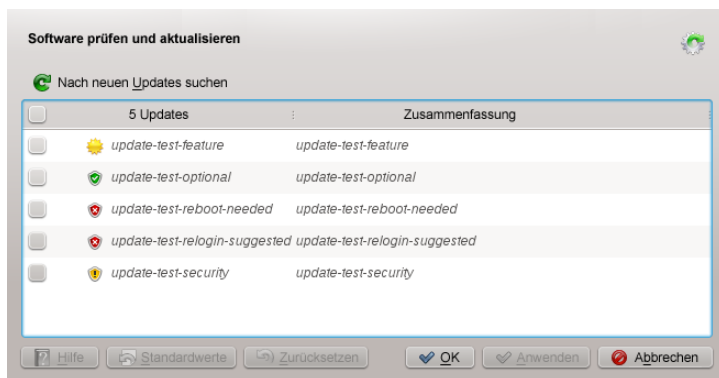 Software prüfen und aktualisieren
Nach neuen Updates suchen
5 Updates Zusammenfassung
update-test-feature update-test-feature
update-test-optional update-test-optional
update-test-reboot-needed update-test-reboot-needed
update-test-relogin-suggested update-test-relogin-suggested
update-test-security update-test-security
Hilfe Standardwerte Zurücksetzen OK Anwenden Abbrechen